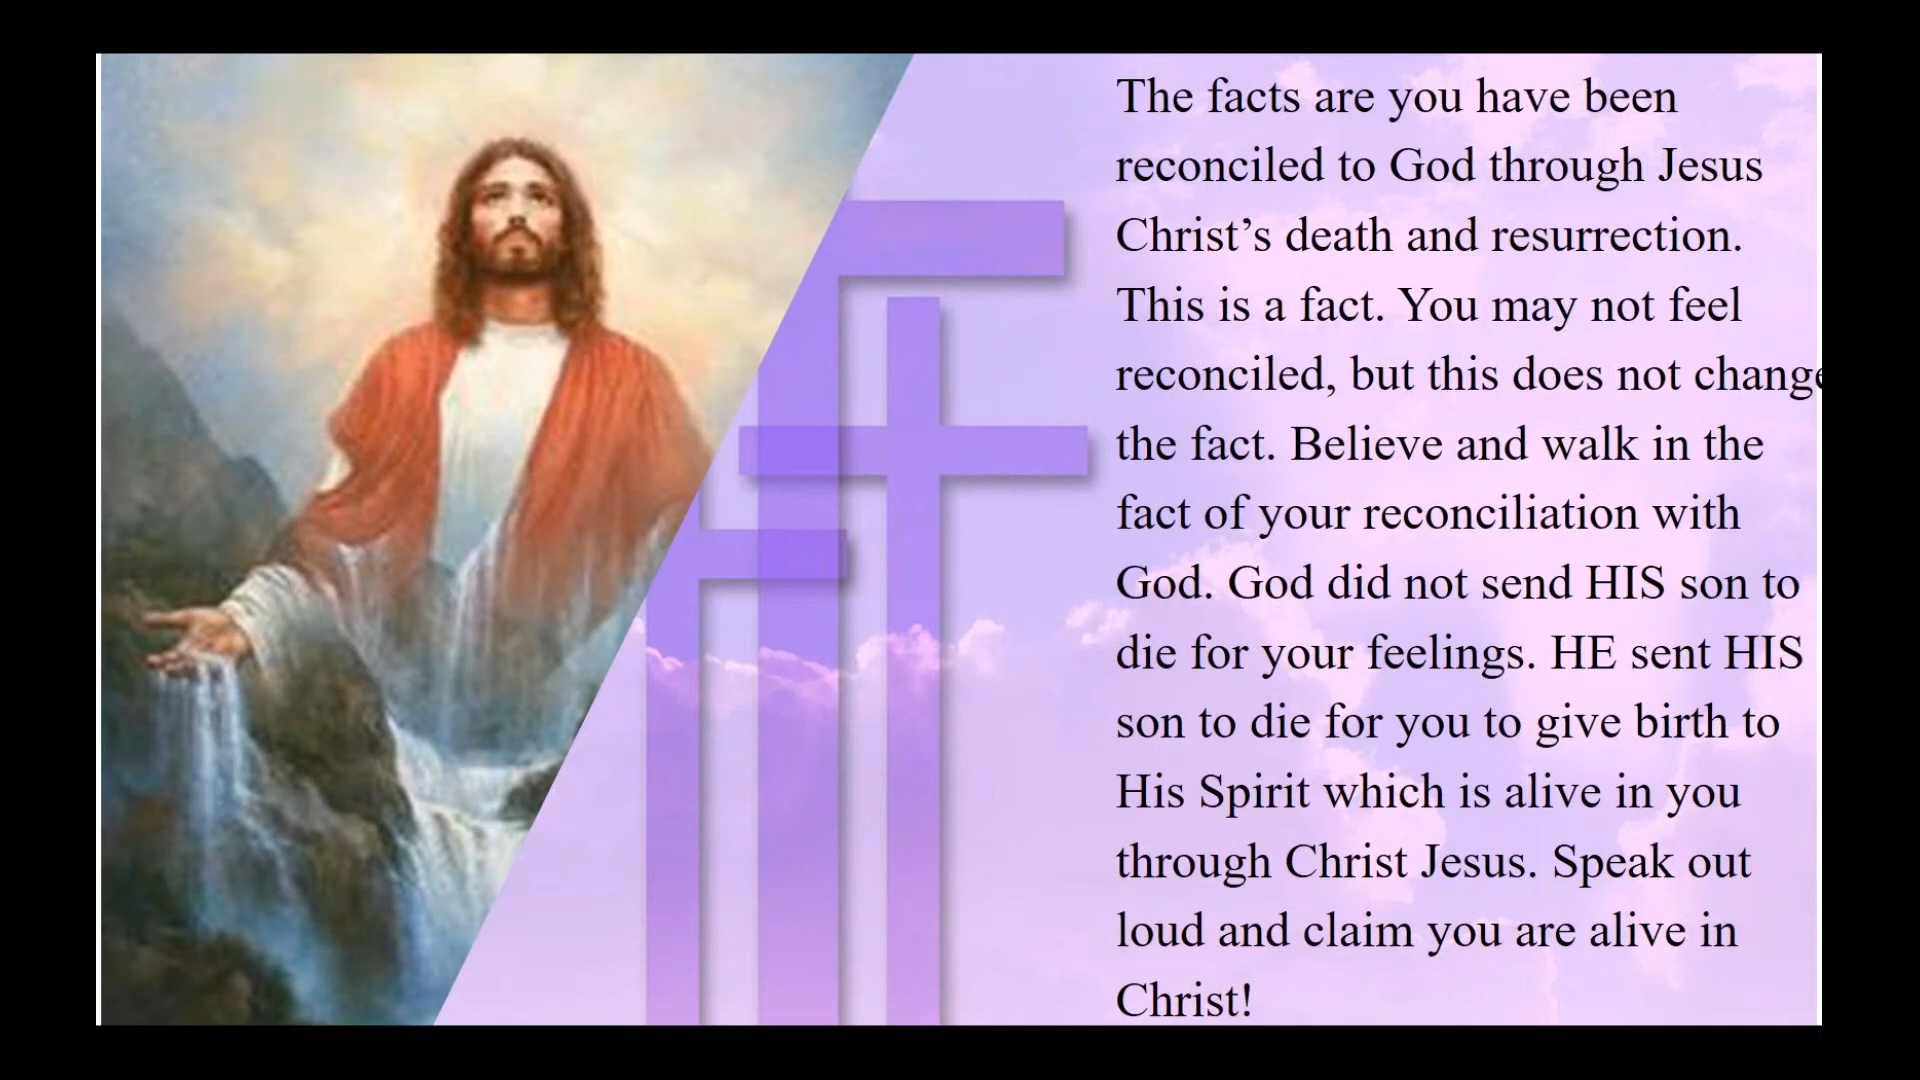 The facts are you have been
reconciled to God through Jesus
Christ’s death and resurrection.
This is a fact. You may not feel
reconciled, but this does not change
the fact. Believe and walk in the
fact of your reconciliation with
God. God did not send HIS son to
die for your feelings. HE sent HIS
son to die for you to give birth to
His Spirit which is alive in you
through Christ Jesus. Speak out
loud and claim you are alive in
Christ!